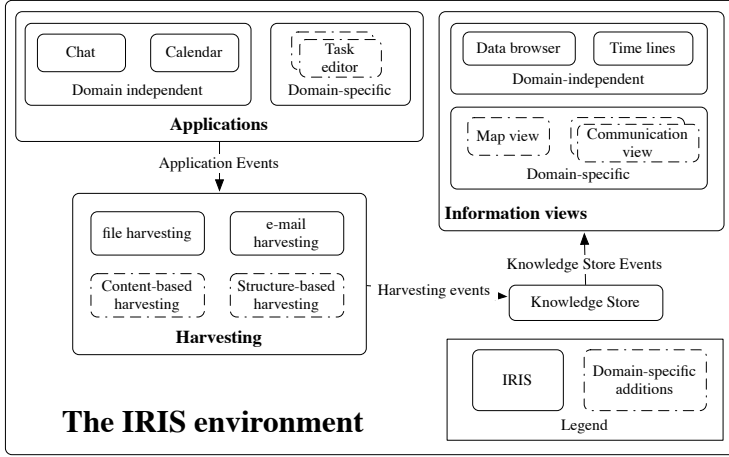 Chat
Calendar
Domain independent
Task
editor
Domain-specific
Applications
Application Events
Data browser
Time lines
Domain-independent
Map view
Communication
view
Domain-specific
Information views
file harvesting
e-mail
harvesting
Content-based
harvesting
Structure-based
harvesting
Harvesting
Harvesting events
Knowledge Store Events
Knowledge Store
IRIS
Domain-specific
additions
Legend
The IRIS environment